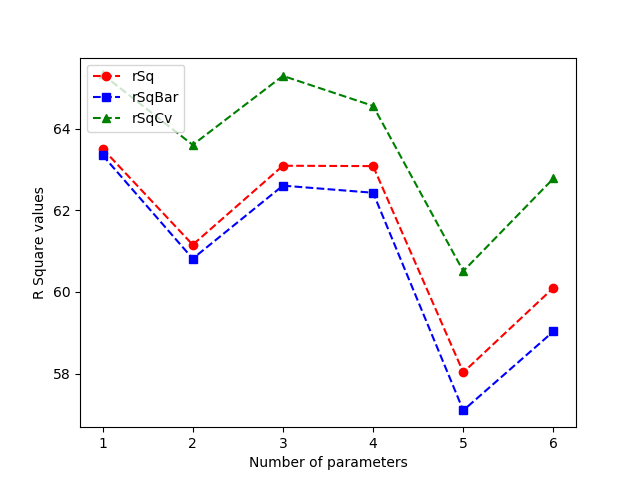 rSq
rSqBar
rSqCv
64
62
60
58
R Square values
1 2 3 4 5 6
Number of parameters